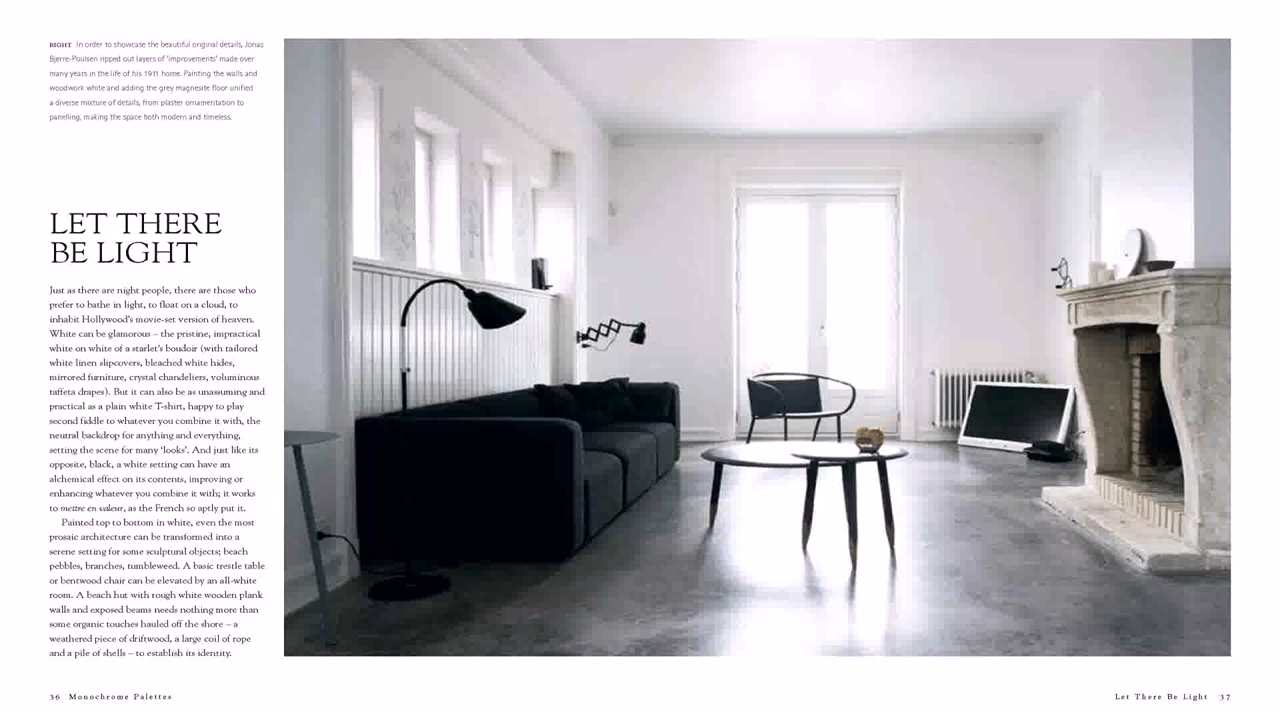 RIGHT In order to showcase the beautiful original details, Jonas
Bjerre-Poulsen ripped out layers of 'improvements' made over
many years in the life of his 1911 home. Painting the walls and
woodwork white and adding the grey magnesite floor unified
a diverse mixture of details, from plaster ornamentation to
panelling, making the space both modern and timeless.
LET THERE
BE LIGHT
Just as there are night people, there are those who
prefer to bathe in light, to float on a cloud, to
inhabit Hollywood's movie-set version of heaven.
White can be glamorous – the pristine, impractical
white on white of a starlet's boudoir (with tailored
white linen slipcovers, bleached white hides,
mirrored furniture, crystal chandeliers, voluminous
taffeta drapes). But it can also be as unassuming and
practical as a plain white T-shirt, happy to play
second fiddle to whatever you combine it with, the
neutral backdrop for anything and everything,
setting the scene for many 'looks'. And just like its
opposite, black, a white setting can have an
alchemical effect on its contents, improving or
enhancing whatever you combine it with; it works
to mettre en valeur, as the French so aptly put it.
Painted top to bottom in white, even the most
prosaic architecture can be transformed into a
serene setting for some sculptural objects; beach
pebbles, branches, tumbleweed. A basic trestle table
or bentwood chair can be elevated by an all-white
room. A beach hut with rough white wooden plank
walls and exposed beams needs nothing more than
some organic touches hauled off the shore – a
weathered piece of driftwood, a large coil of rope
and a pile of shells – to establish its identity.
36 Monochrome Palettes
Let There Be Light 37